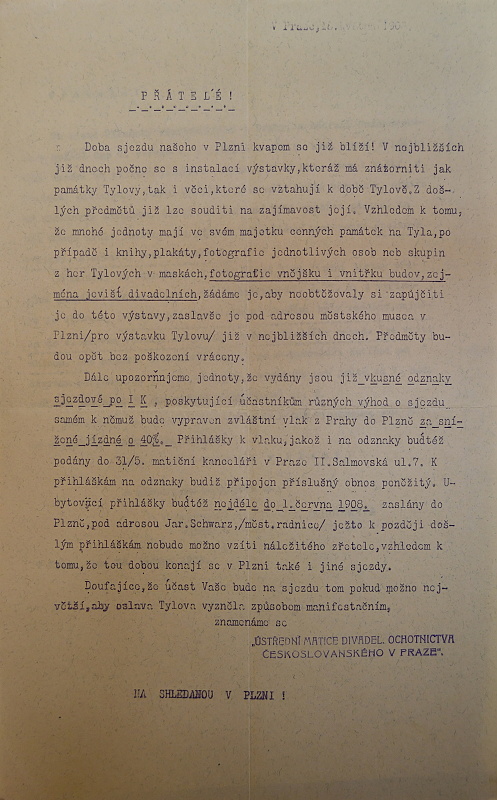 V Praze,
PŘÁTELÉ!
Doba sjezdu našeho v Plzni kvapem se již blíží! V nejbližších
již dnech počne se s instalací výstavky,kteráž má znázorniti jak
památky Tylovy,tak i věci,které se vztahují k době Tylově.Z doš-
lých předmětů již lze souditi na zajímavost její. Vzhledem k tomu,
že mnohé jednoty mají ve svém majetku cenných památek na Tyla,po
případě i knihy,plakáty,fotografie jednotlivých osob neb skupin
z her Tylových v maskách,fotografie vnějšku i vnitřku budov,zej-
ména jevišť divadelních,žádáme je,aby neobtěžovaly si zapůjčiti
je do této výstavy,zaslavše je pod adresou městského musea v
Plzni/pro výstavku Tylovu/ již v nejbližších dnech. Předměty bu-
dou opět bez poškození vráceny.
Dále upozorňajeme jednoty,že vydány jsou již vkusné odznaky
sjezdové po 1 K , poskytující účastníkům různých výhod o sjezdu
samém k němuž bude vypraven zvláštní vlak z Prahy do Plzně za sní-
žené jízdné o 40%. Přihlášky k vlaku,jakož i na odznaky buďtéž
podány do 31/5. matiční kanceláři v Praze II.Salmovská ul.7. K
přihláškám na odznaky budiž připojen příslušný obnos peněžitý. U-
bytovací přihlášky buďtéž nejdéle do 1.června 1908. zaslány do
Plzně,pod adresou Jar.Schwarz,/měst.radnice/ ježto k později doš-
lým přihláškám nebude možno vzíti náležitého zřetele,vzhledem k
tomu,že tou dobou konají se v Plzni také i jiné sjezdy.
Doufajíce,že účast Vaše bude na sjezdu tom pokud možno nej-
větší,aby oslava Tylova vyzněla způsobem manifestačním,
znamenáme se
„ÚSTŘEDNÍ MATICE DIVADEL. OCHOTNICTVA
ČESKOSLOVANSKÉHO V PRAZE".
NA SHLEDANOU V PLZNI !